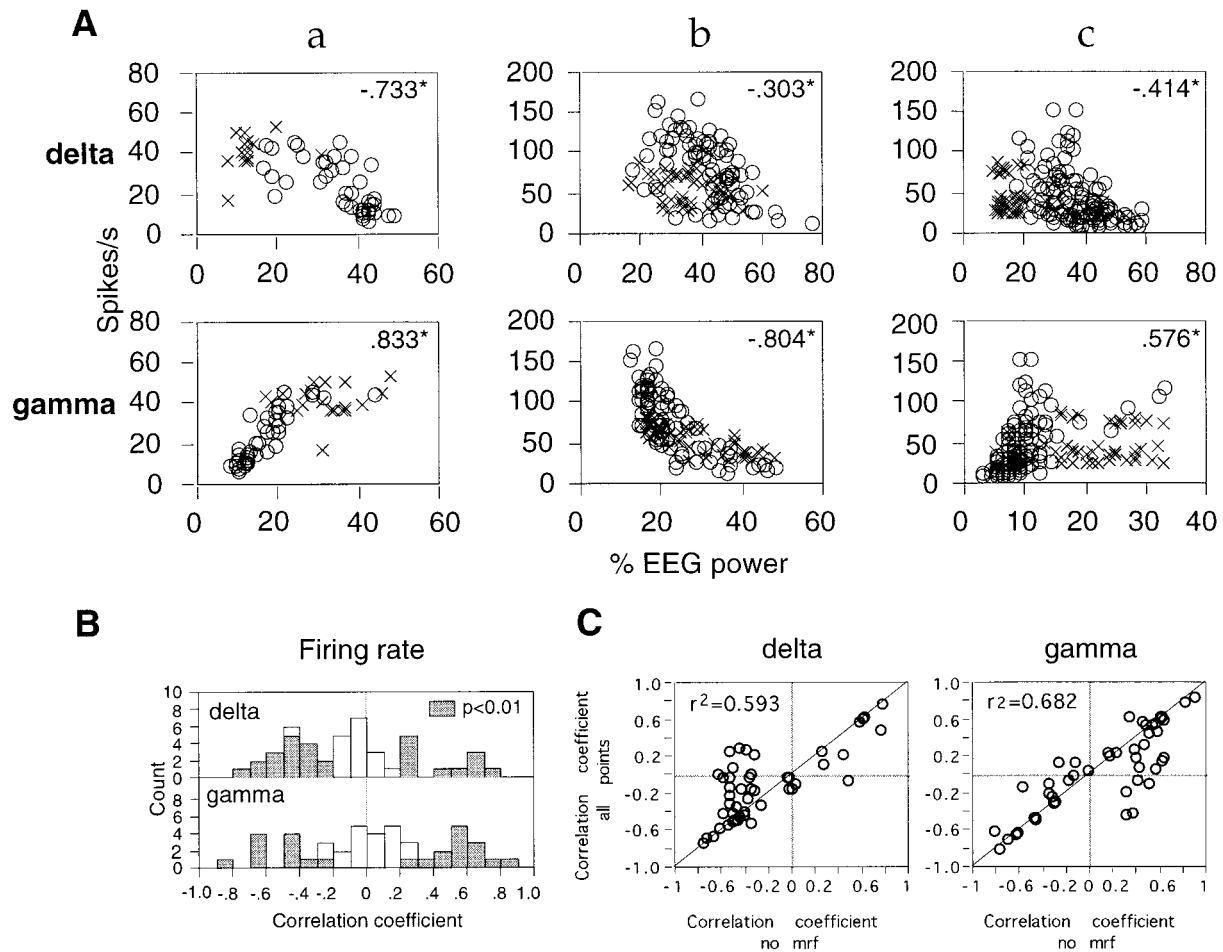 A
a
b
c
delta
gamma
Spikes/s
80
60
40
20
0
-.733*
0 20 40 60
200
150
100
50
0
-.303*
0 20 40 60 80
200
150
100
50
0
-.414*
0 20 40 60 80
80
60
40
20
0
.833*
0 20 40 60
200
150
100
50
0
-.804*
0 20 40 60
200
150
100
50
0
.576*
0 10 20 30 40
% EEG power
B
Firing rate
Count
10
8
6
4
2
0
delta
p<0.01
8
6
4
2
0
gamma
-1.0 -.8 -.6 -.4 -.2 0 .2 .4 .6 .8 1.0
Correlation coefficient
C
delta
gamma
Correlation coefficient
all points
1.0
0.6
0.2
-0.2
-0.6
-1.0
r2=0.593
-1 -0.6 -0.2 0 0.2 0.6 1
Correlation coefficient
no mrf
1.0
0.6
0.2
-0.2
-0.6
-1.0
r2=0.682
-1 -0.6 -0.2 0 0.2 0.6 1
Correlation coefficient
no mrf